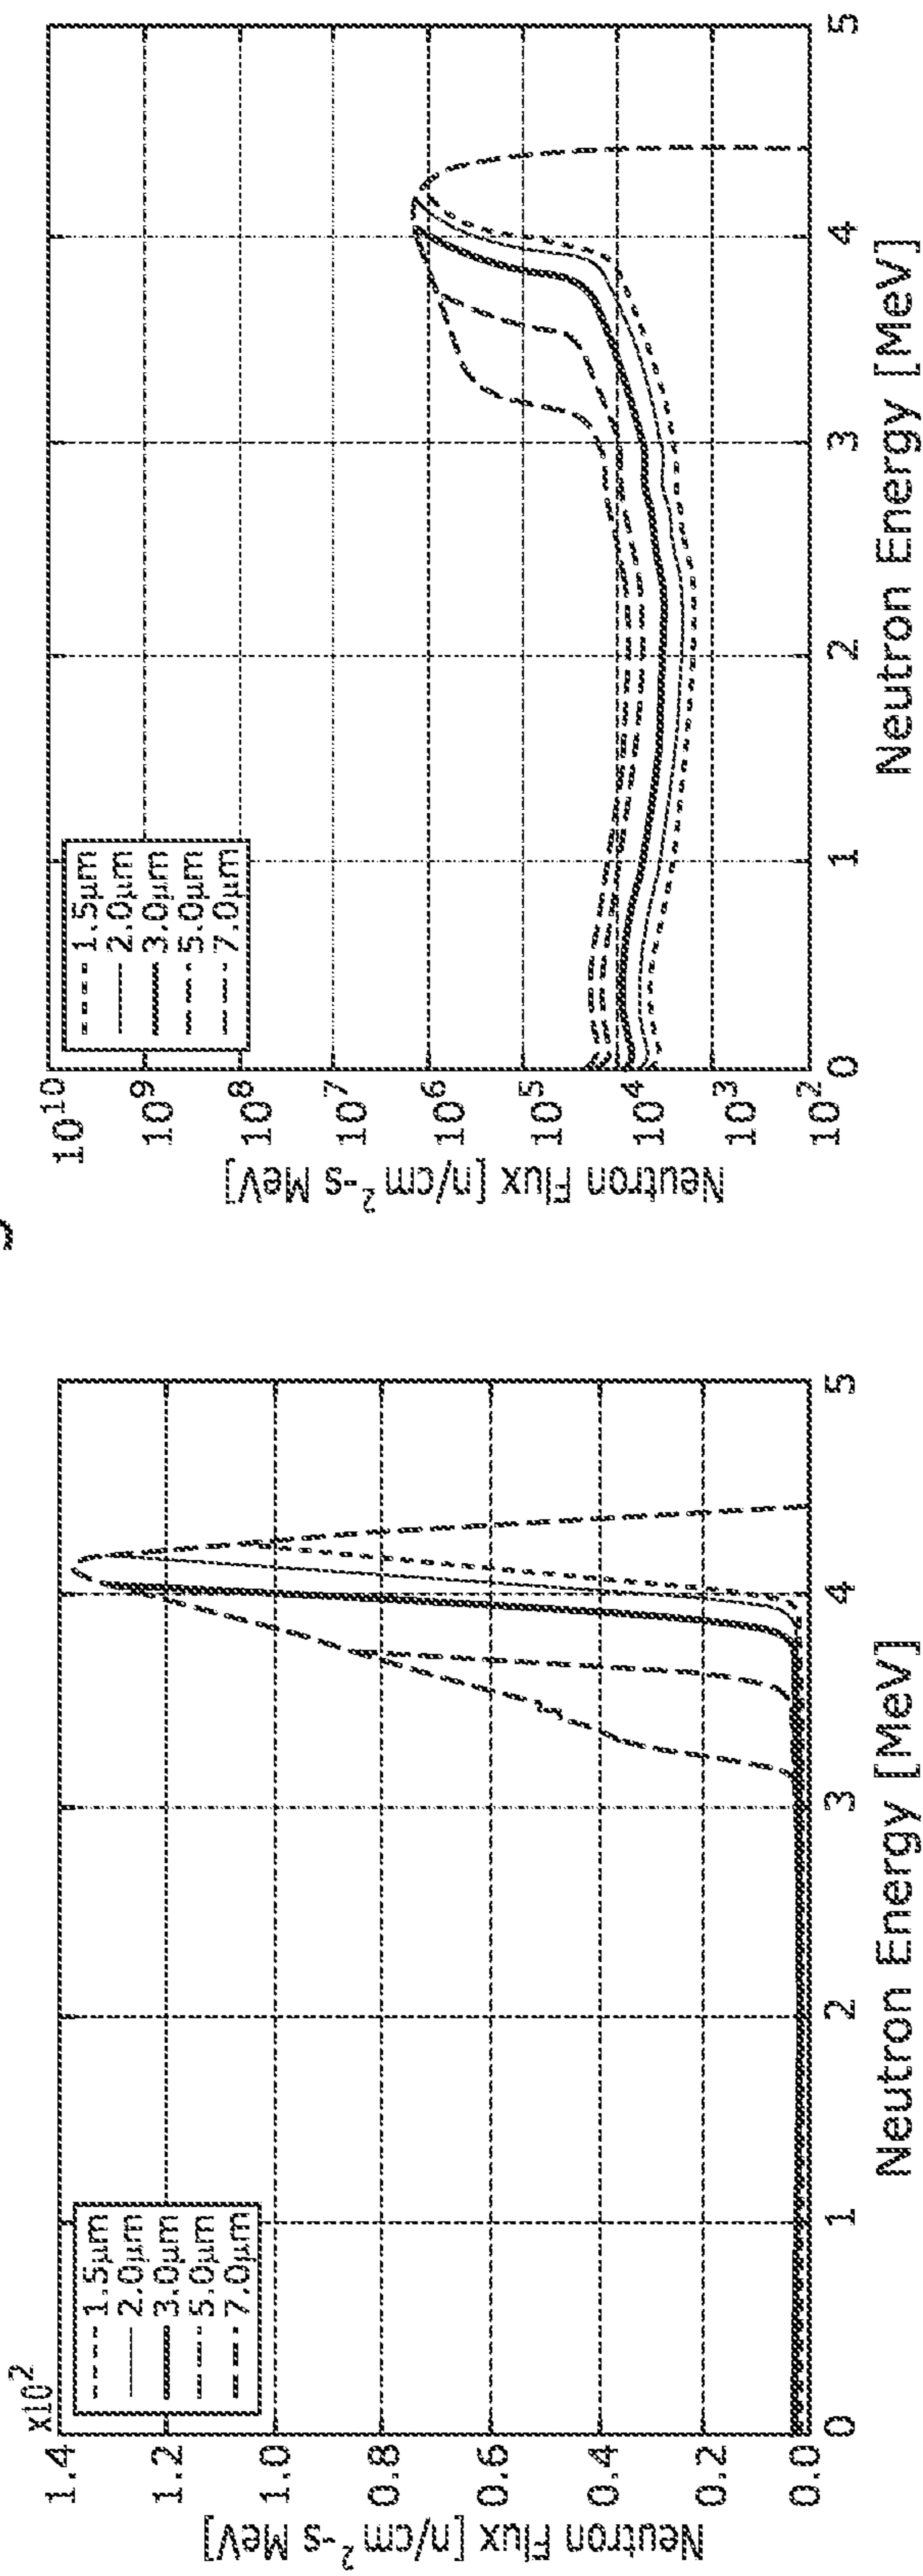 x10²
1.4
1.2
1.0
0.8
0.6
0.4
0.2
0.0
Neutron Flux [n/cm²-s MeV]
1.5µm
2.0µm
3.0µm
5.0µm
7.0µm
0 1 2 3 4 5
Neutron Energy [MeV]
10¹⁰
10⁹
10⁸
10⁷
10⁶
10⁵
10⁴
10³
10²
Neutron Flux [n/cm²-s MeV]
1.5µm
2.0µm
3.0µm
5.0µm
7.0µm
0 1 2 3 4 5
Neutron Energy [MeV]